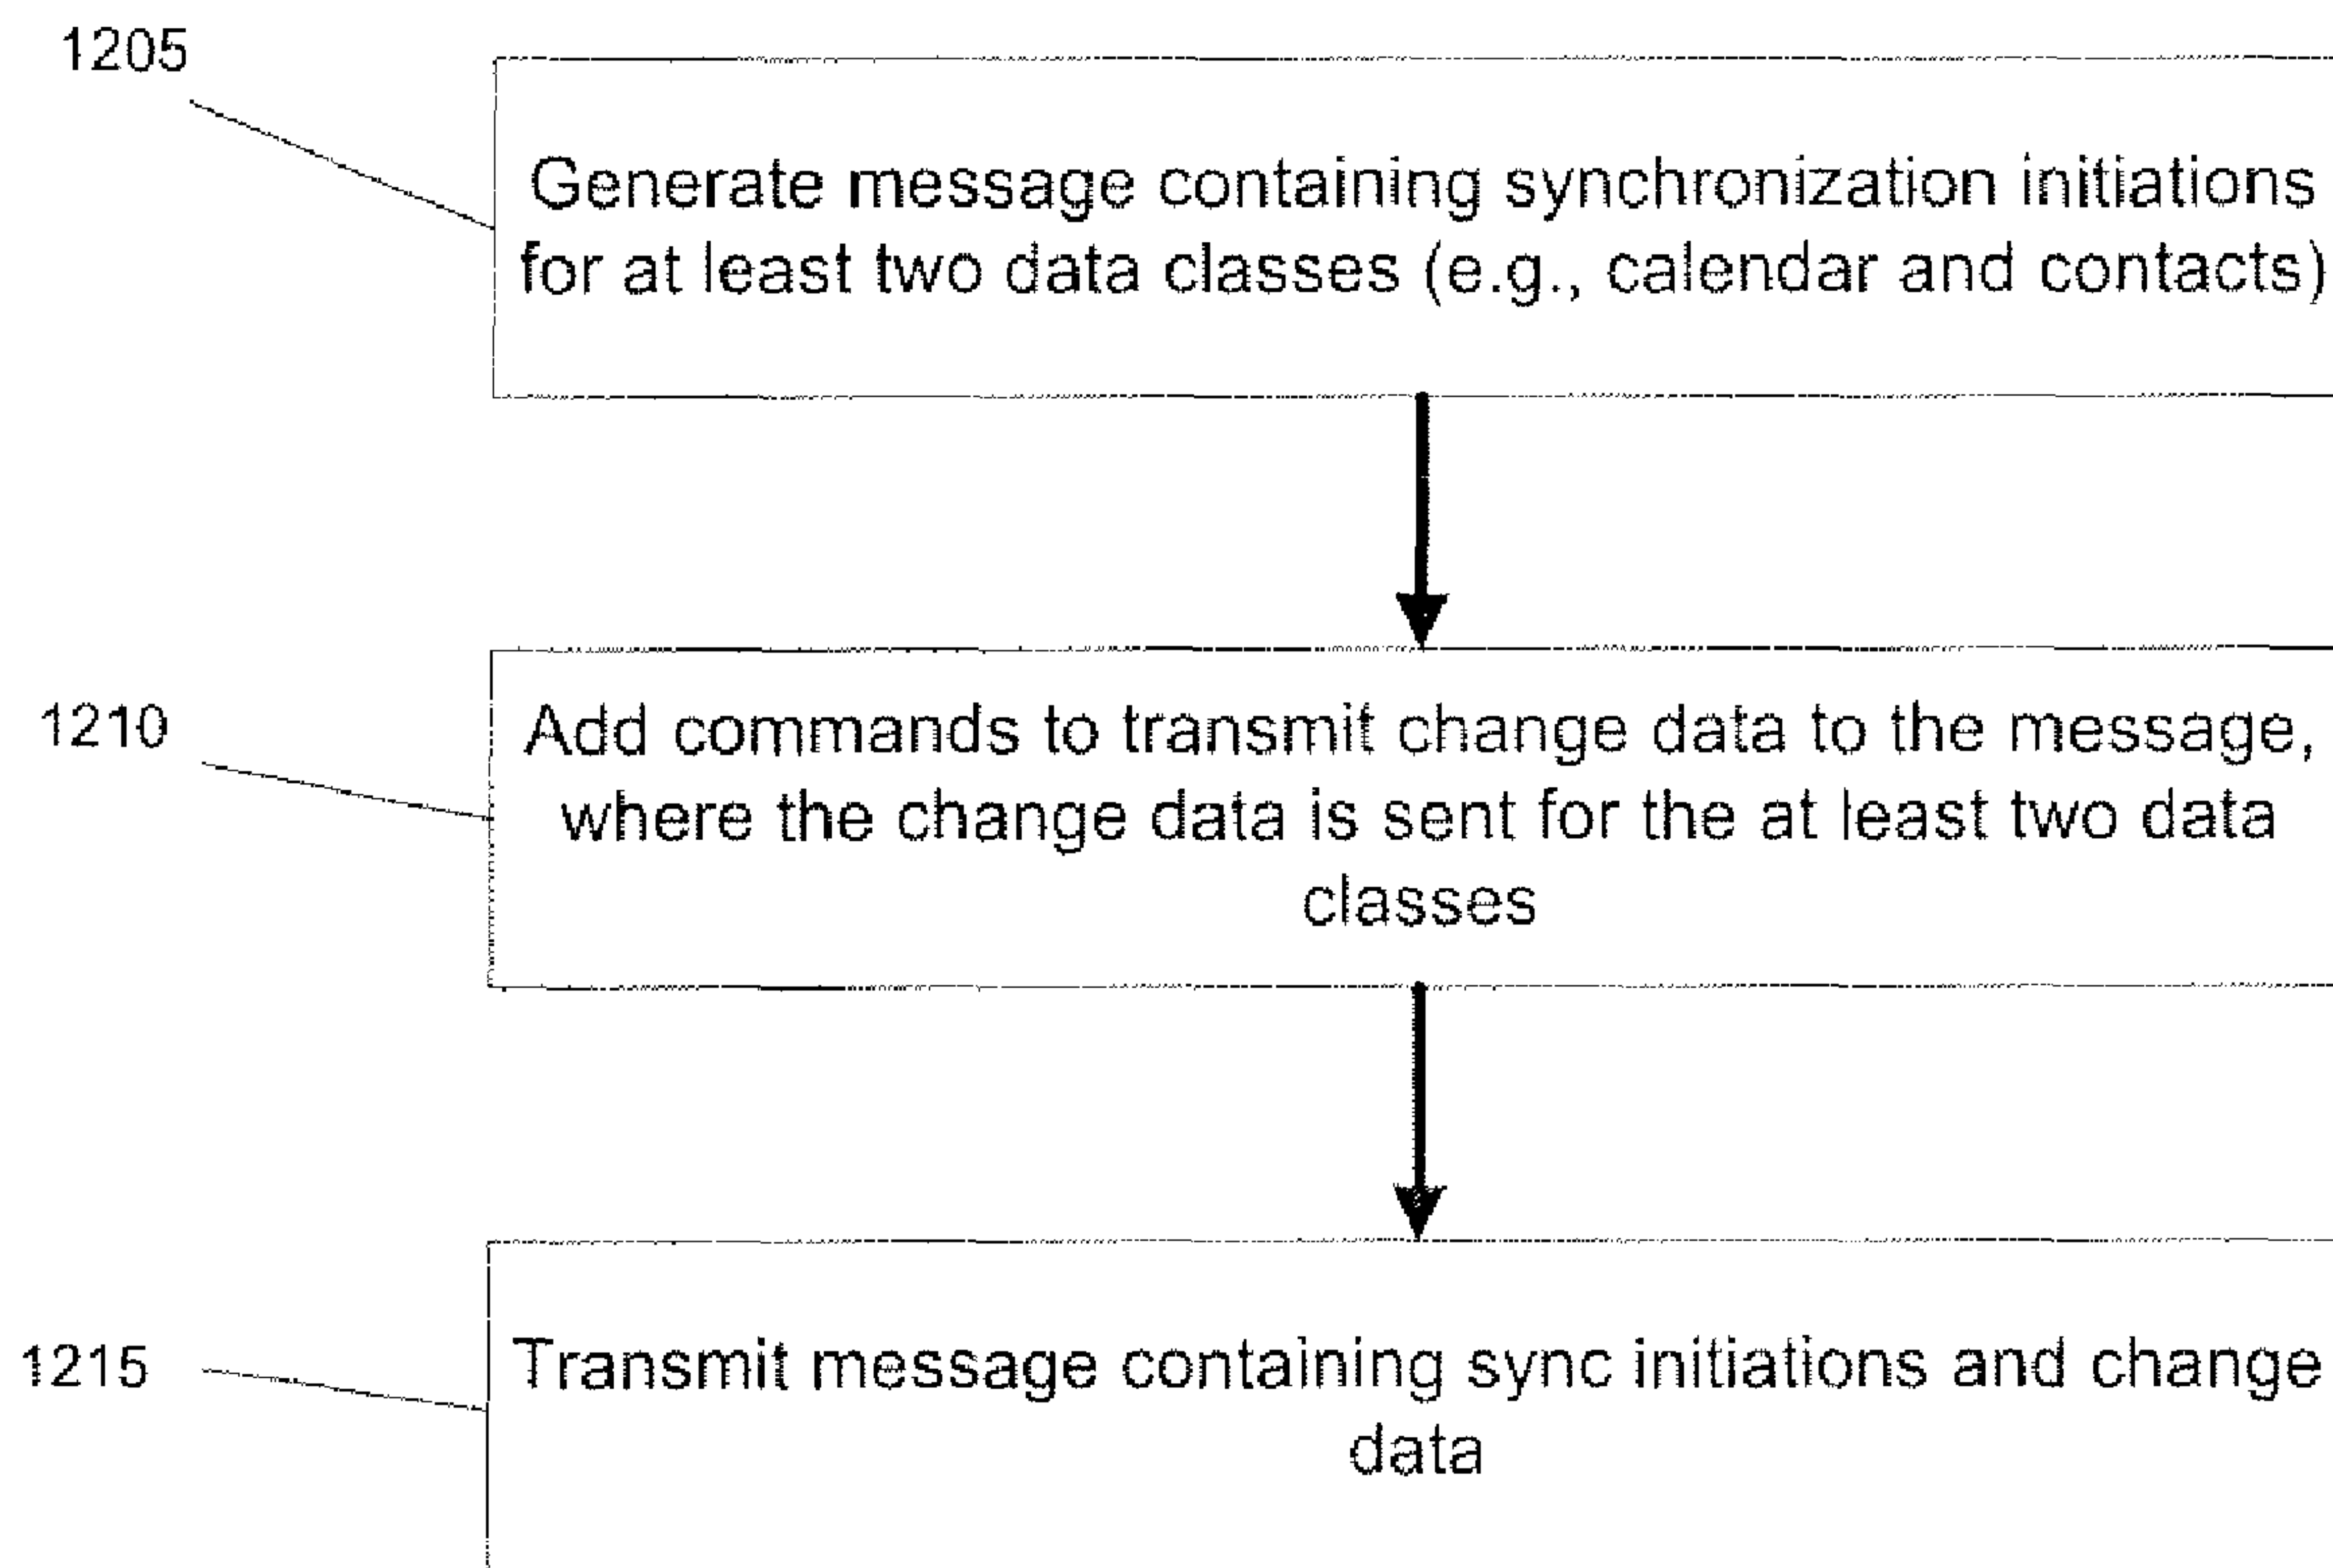 1205
Generate message containing synchronization initiations
for at least two data classes (e.g., calendar and contacts)
1210
Add commands to transmit change data to the message,
where the change data is sent for the at least two data
classes
1215
Transmit message containing sync initiations and change
data